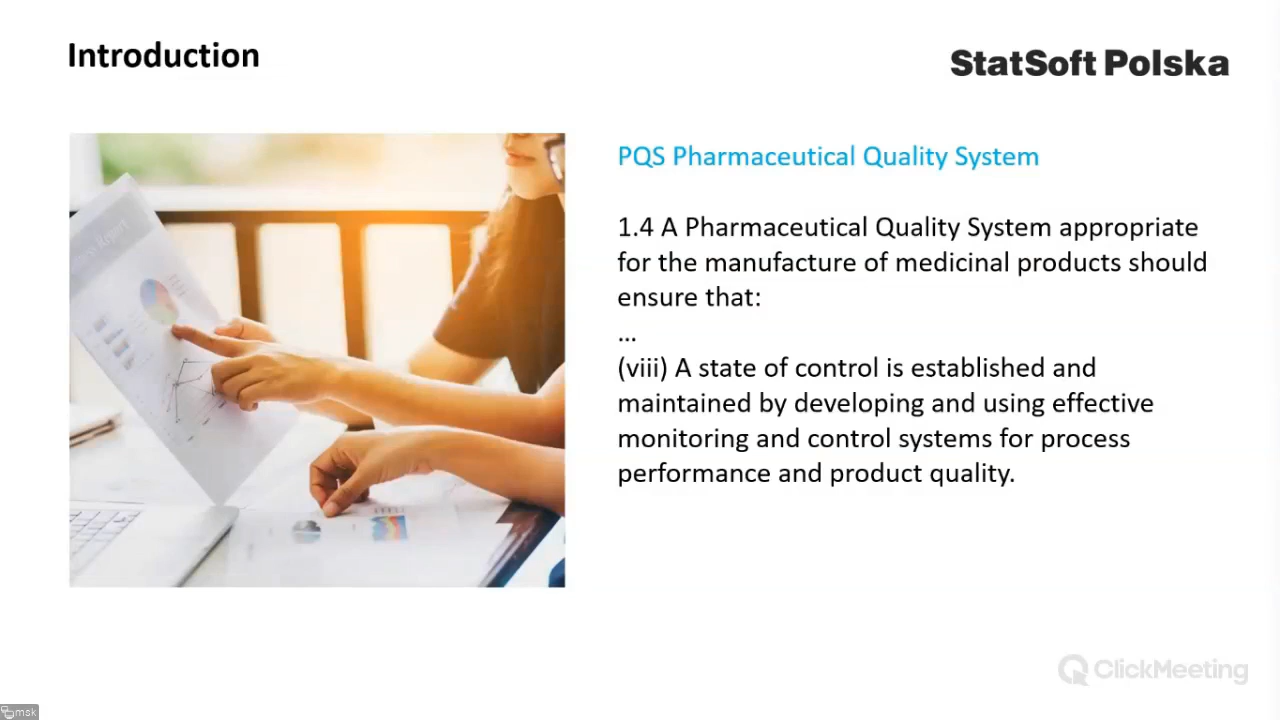 Introduction
StatSoft Polska
PQS Pharmaceutical Quality System
1.4 A Pharmaceutical Quality System appropriate
for the manufacture of medicinal products should
ensure that:
...
(viii) A state of control is established and
maintained by developing and using effective
monitoring and control systems for process
performance and product quality.
ClickMeeting
msk